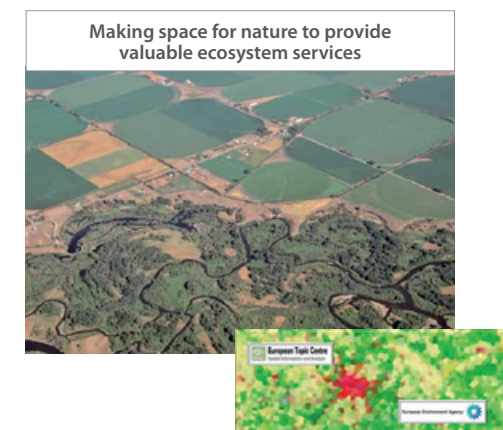 Making space for nature to provide
valuable ecosystem services
European Topic Centre
Spatial Information and Analysis
European Environment Agency